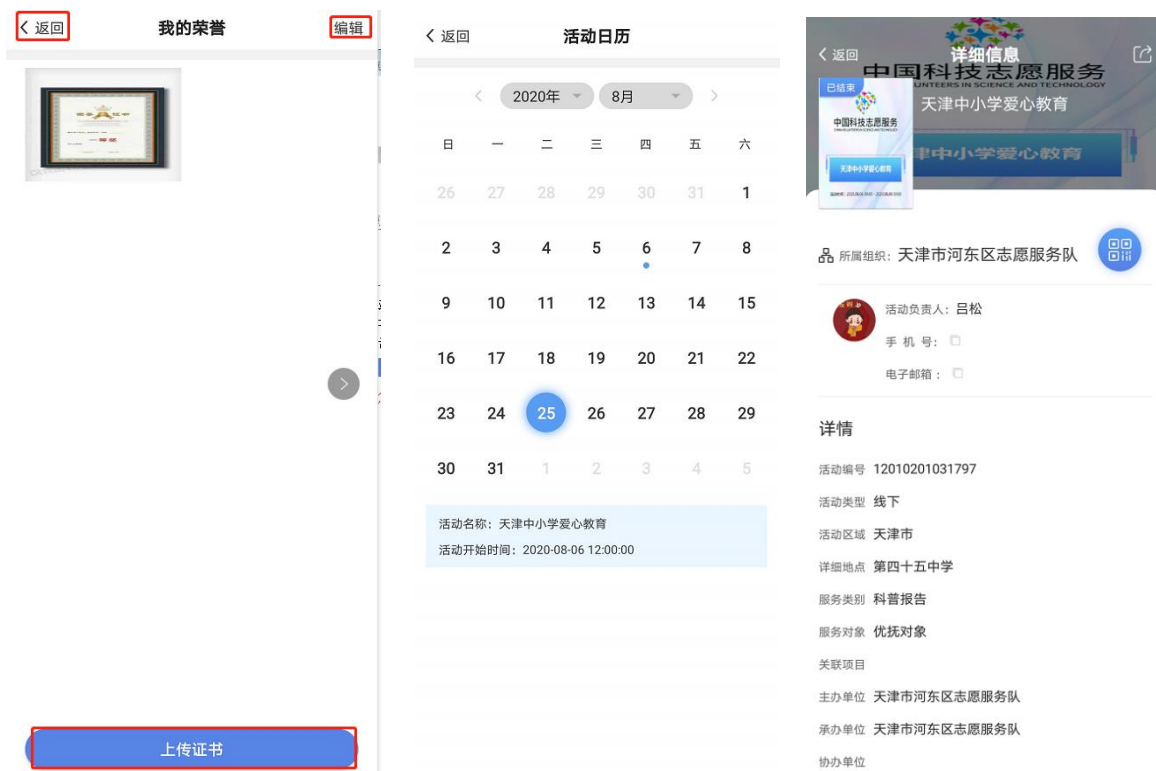 返回
我的荣誉
编辑
上传证书
返回
活动日历
2020年
8月
日 一 二 三 四 五 六
26 27 28 29 30 31 1
2 3 4 5 6 7 8
9 10 11 12 13 14 15
16 17 18 19 20 21 22
23 24 25 26 27 28 29
30 31 1 2 3 4 5
活动名称：天津中小学爱心教育
活动开始时间：2020-08-06 12:00:00
返回
详细信息
中国科技志愿服务
UNTEERS IN SCIENCE AND TECHNOLOGY
已结束
天津中小学爱心教育
中国科技志愿服务
天津中小学爱心教育
津中小学爱心教育
所属组织：天津市河东区志愿服务队
活动负责人：吕松
手 机 号：
电子邮箱：
详情
活动编号 12010201031797
活动类型 线下
活动区域 天津市
详细地点 第四十五中学
服务类别 科普报告
服务对象 优抚对象
关联项目
主办单位 天津市河东区志愿服务队
承办单位 天津市河东区志愿服务队
协办单位